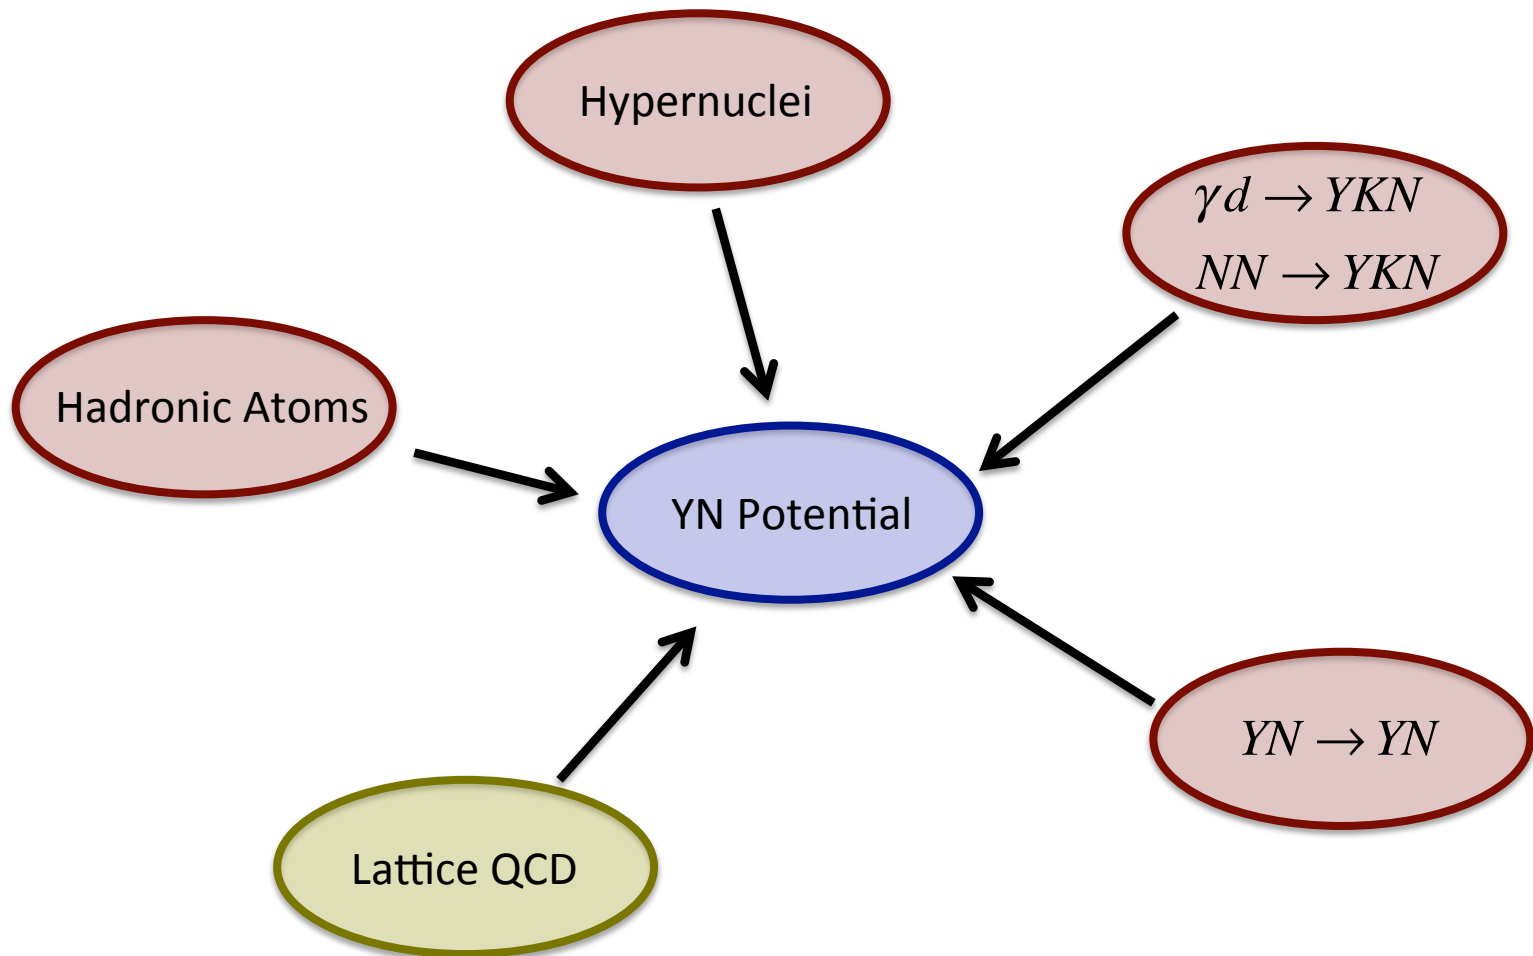 Hypernuclei
γd → YKN
NN → YKN
Hadronic Atoms
YN Potential
YN → YN
Lattice QCD